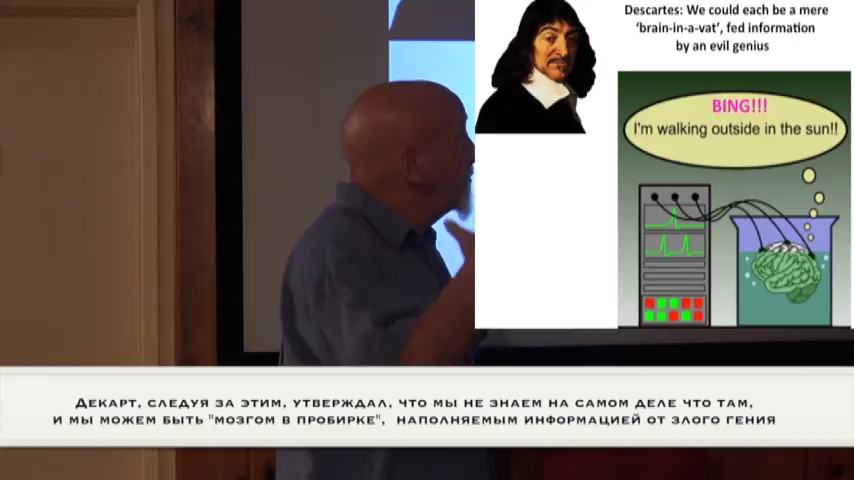 Descartes: We could each be a mere
‘brain-in-a-vat’, fed information
by an evil genius
BING!!!
I'm walking outside in the sun!!
Декарт, следуя за этим, утверждал, что мы не знаем на самом деле что там,
и мы можем быть "мозгом в пробирке", наполняемым информацией от злого гения